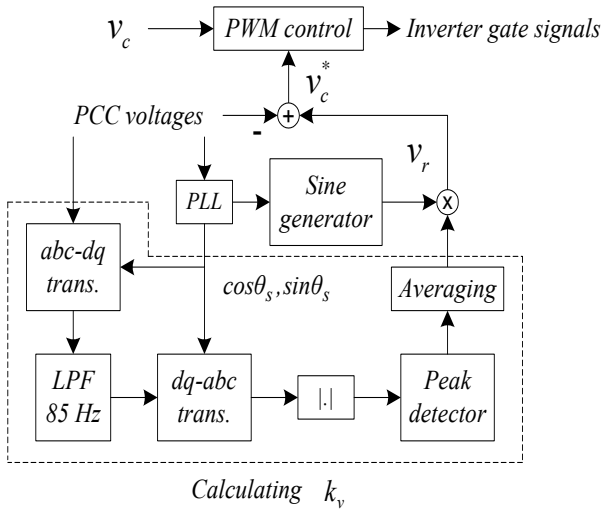 v_c
PWM control
Inverter gate signals
v_c^*
PCC voltages
-
+
v_r
PLL
Sine
generator
x
abc-dq
trans.
cosθ_s,sinθ_s
Averaging
LPF
85 Hz
dq-abc
trans.
|.|
Peak
detector
Calculating k_v